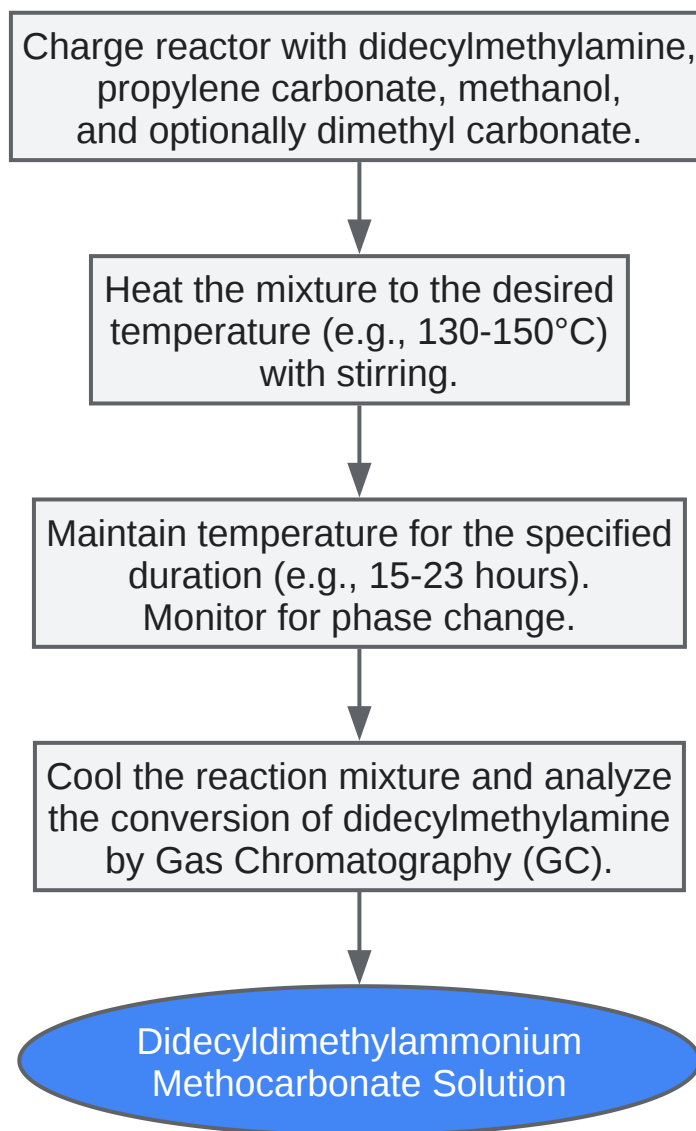 Charge reactor with didecylmethylamine,
propylene carbonate, methanol,
and optionally dimethyl carbonate.
Heat the mixture to the desired
temperature (e.g., 130-150°C)
with stirring.
Maintain temperature for the specified
duration (e.g., 15-23 hours).
Monitor for phase change.
Cool the reaction mixture and analyze
the conversion of didecylmethylamine
by Gas Chromatography (GC).
Didecyldimethylammonium
Methocarbonate Solution